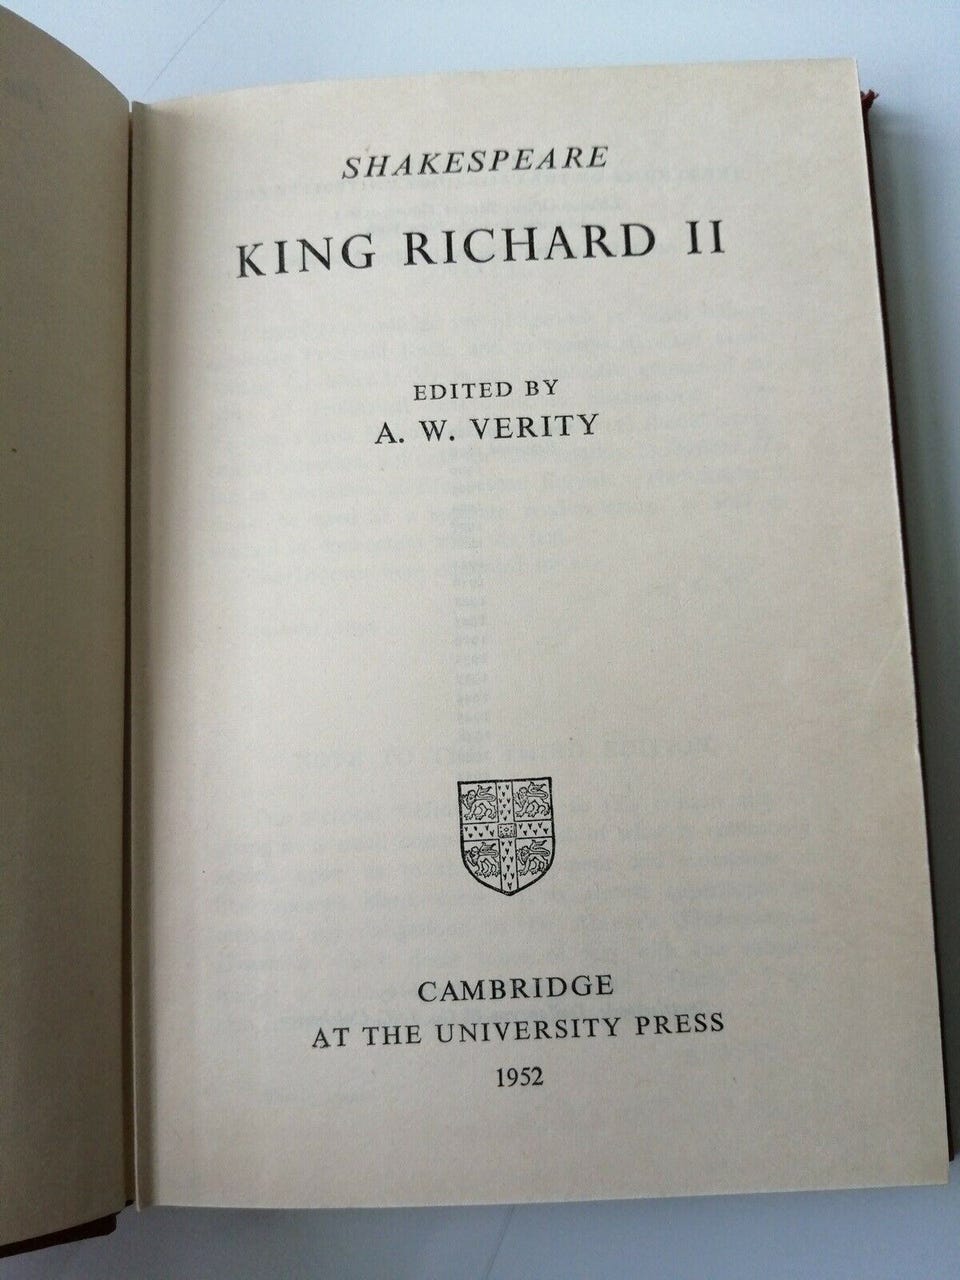 SHAKESPEARE
KING RICHARD II
EDITED BY
A. W. VERITY
CAMBRIDGE
AT THE UNIVERSITY PRESS
1952